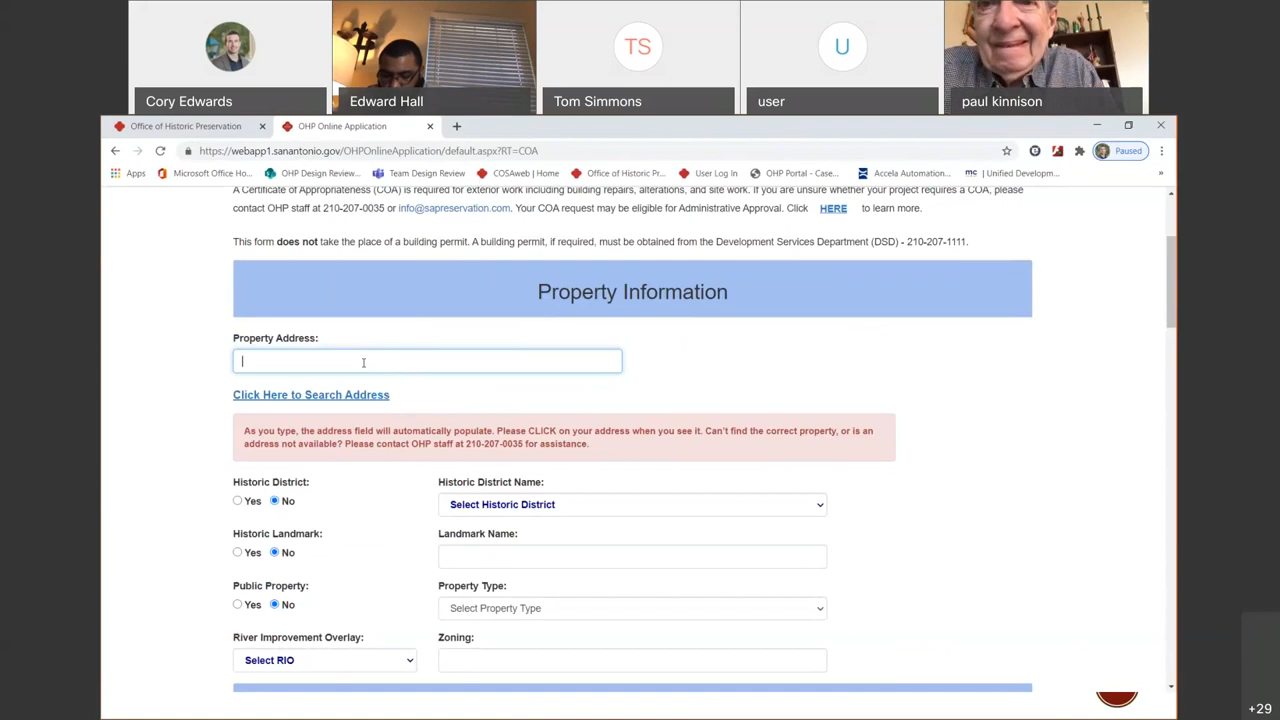 TS
U
Cory Edwards
Edward Hall
Tom Simmons
user
paul kinnison
Office of Historic Preservation
OHP Online Application
https://webapp1.sanantonio.gov/OHPOnlineApplication/default.aspx?RT=COA
Paused
Apps
Microsoft Office Ho...
OHP Design Review...
Team Design Review
COSAweb | Home
Office of Historic Pr...
User Log In
OHP Portal - Case...
Accela Automation...
mc | Unified Developm...
»
A Certificate of Appropriateness (COA) is required for exterior work including building repairs, alterations, and site work. If you are unsure whether your project requires a COA, please
contact OHP staff at 210-207-0035 or info@sapreservation.com. Your COA request may be eligible for Administrative Approval. Click HERE to learn more.
This form does not take the place of a building permit. A building permit, if required, must be obtained from the Development Services Department (DSD) - 210-207-1111.
Property Information
Property Address:
Click Here to Search Address
As you type, the address field will automatically populate. Please CLICK on your address when you see it. Can't find the correct property, or is an
address not available? Please contact OHP staff at 210-207-0035 for assistance.
Historic District:
Historic District Name:
Yes No
Select Historic District
Historic Landmark:
Landmark Name:
Yes No
Public Property:
Property Type:
Yes No
Select Property Type
River Improvement Overlay:
Zoning:
Select RIO
+29